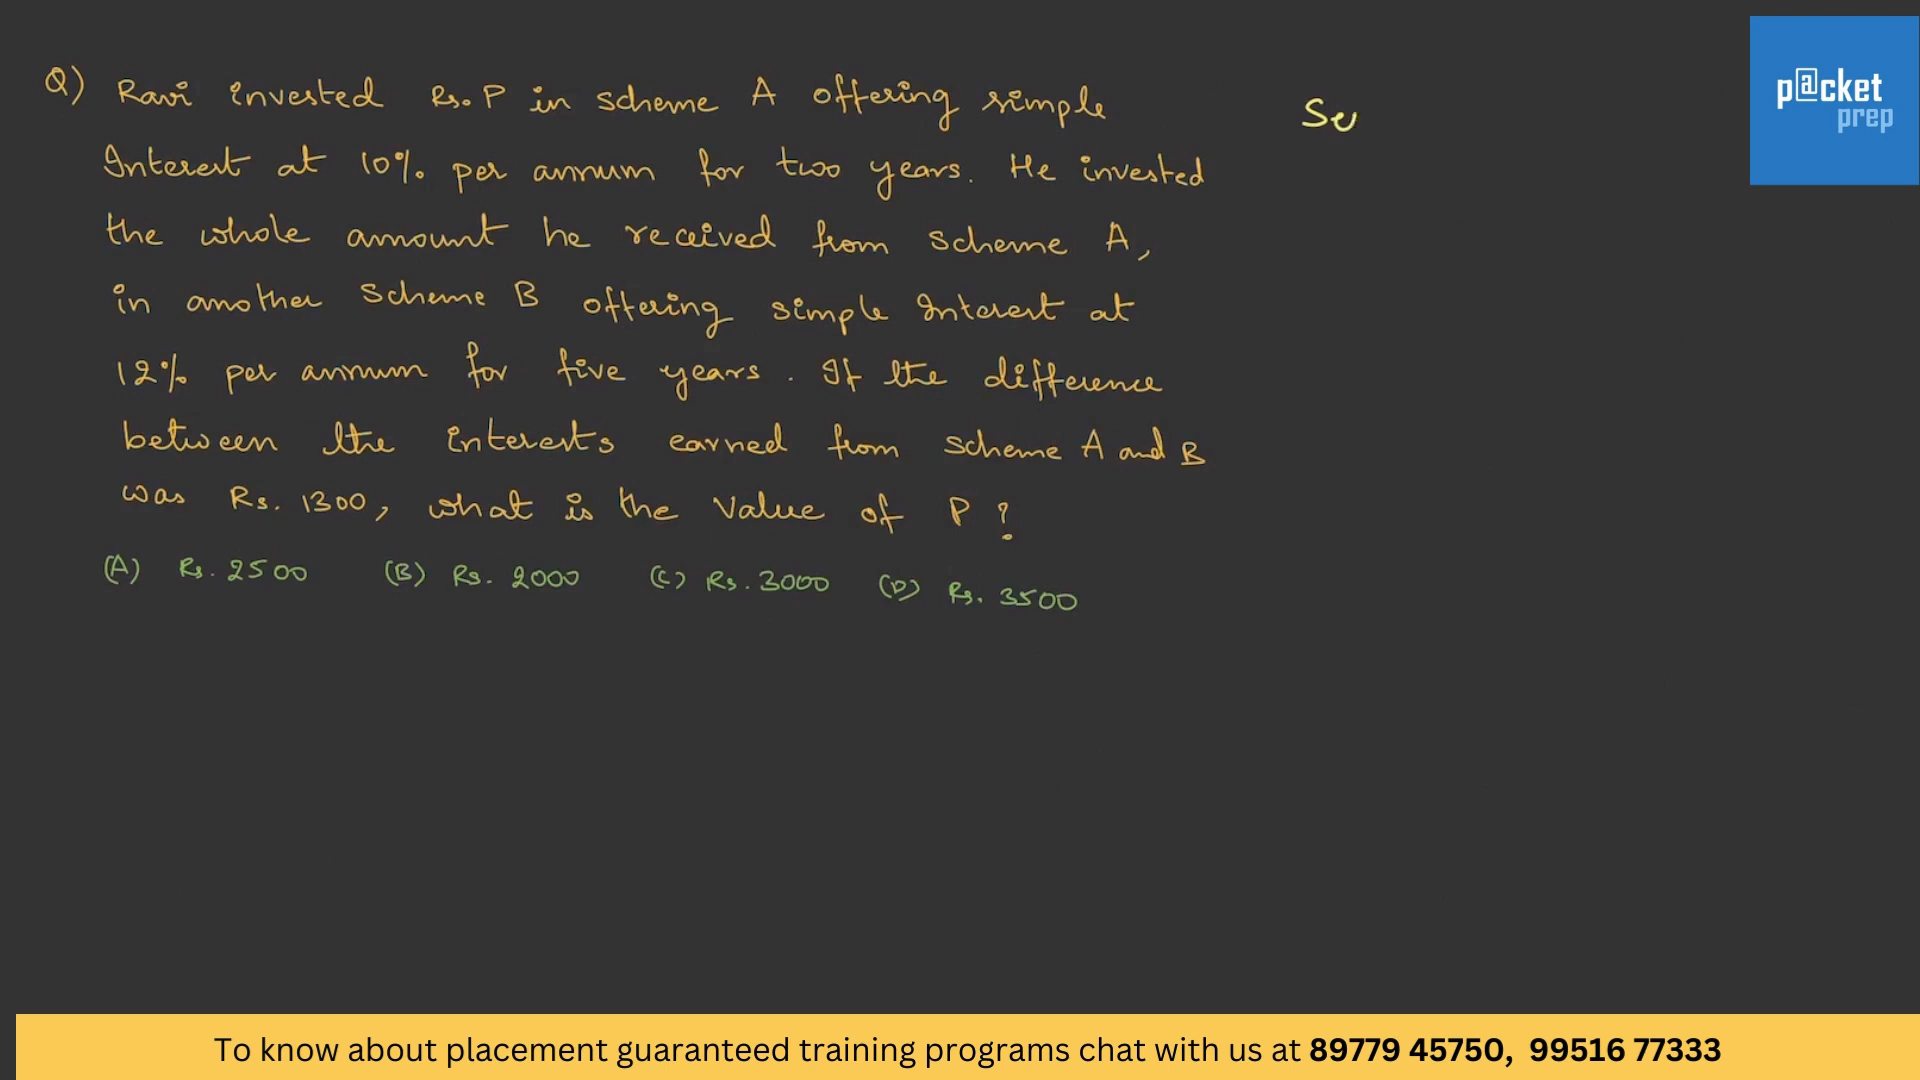 Q) Ravi invested Rs. P in scheme A offering simple
Interest at 10% per annum for two years. He invested
the whole amount he received from scheme A,
in another scheme B offering simple Interest at
12% per annum for five years. If the difference
between the interests earned from scheme A and B
was Rs. 1300, what is the value of P ?
(A) Rs. 2500 (B) Rs. 2000 (C) Rs. 3000 (D) Rs. 3500
Se
p@cket
prep
To know about placement guaranteed training programs chat with us at 89779 45750, 99516 77333